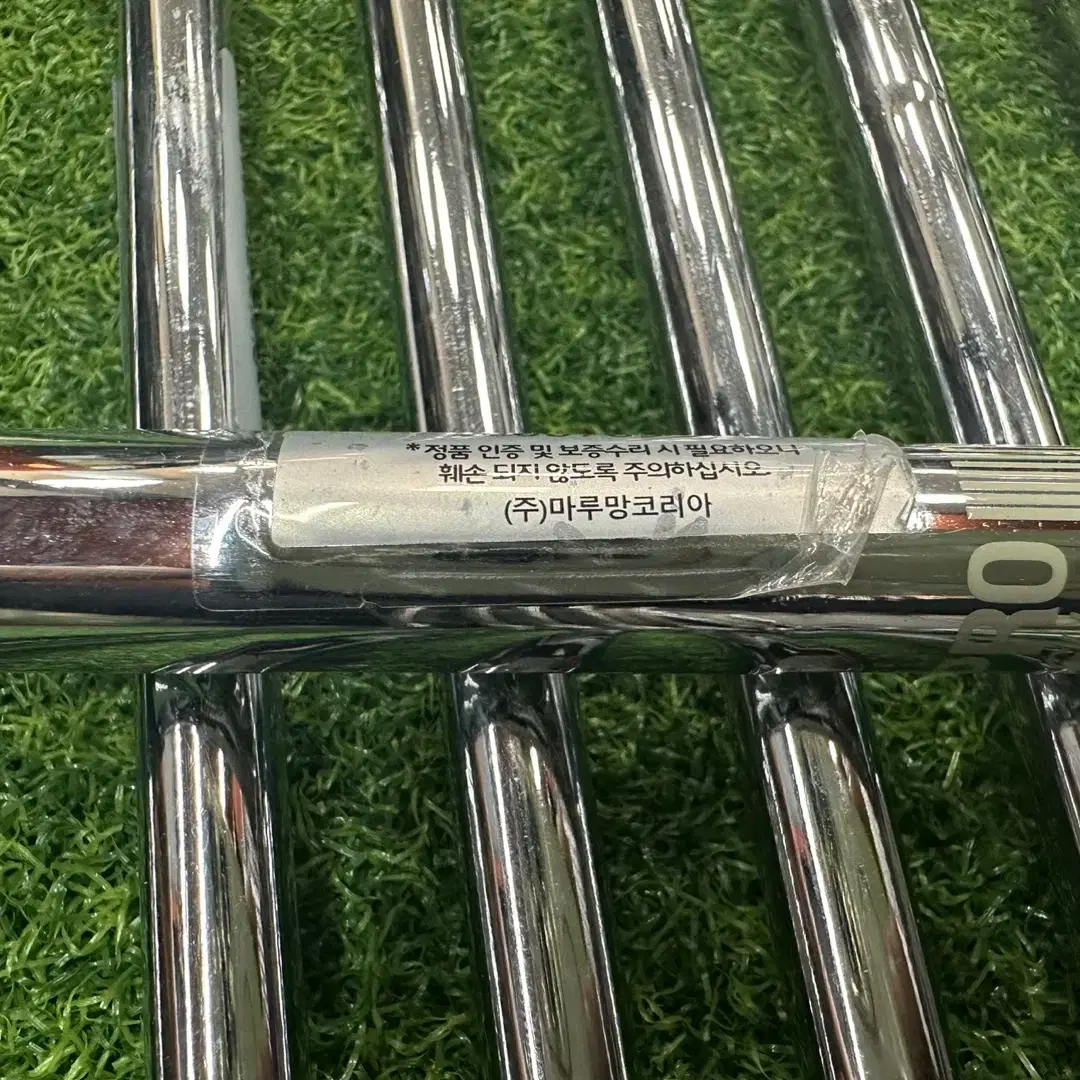 *정품 인증 및 보증수리 시 필요하오니
훼손 되지 않도록 주의하십시오
(주)마루망코리아
PRO